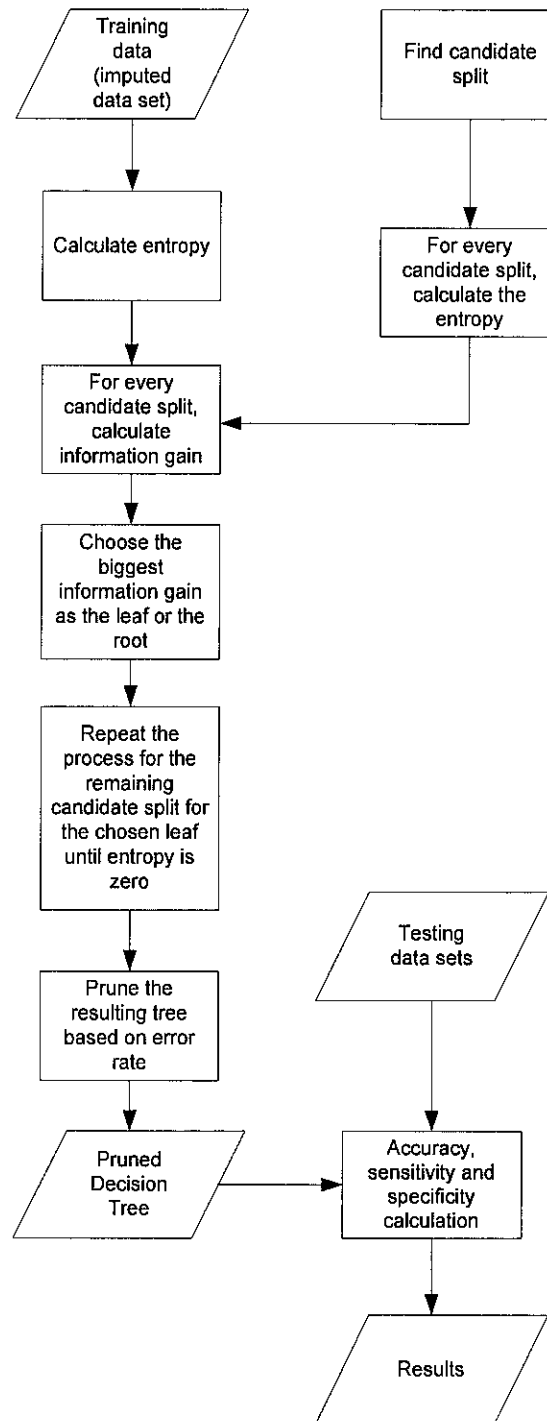 Training
data
(imputed
data set)
Find candidate
split
Calculate entropy
For every
candidate split,
calculate the
entropy
For every
candidate split,
calculate
information gain
Choose the
biggest
information gain
as the leaf or the
root
Repeat the
process for the
remaining
candidate split for
the chosen leaf
until entropy is
zero
Testing
data sets
Prune the
resulting tree
based on error
rate
Pruned
Decision
Tree
Accuracy,
sensitivity and
specificity
calculation
Results